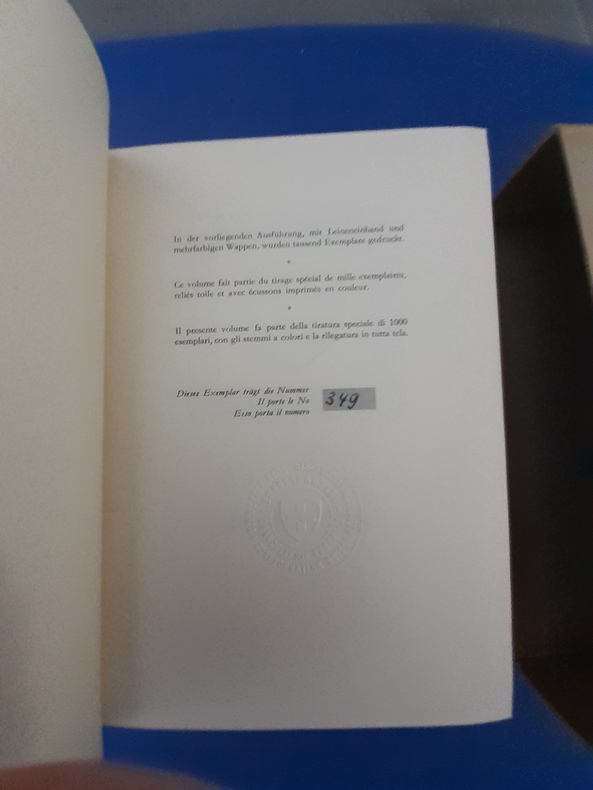 In der vorliegenden Ausführung, mit Leineneinband und
mehrfarbigen Wappen, wurden tausend Exemplare gedruckt.
*
Ce volume fait partie du tirage spécial de mille exemplaires,
reliés toile et avec écussons imprimés en couleur.
*
Il presente volume fa parte della tiratura speciale di 1000
esemplari, con gli stemmi a colori e la rilegatura in tutta tela.
Dieses Exemplar trägt die Nummer
Il porte le No
Esso porta il numero
349